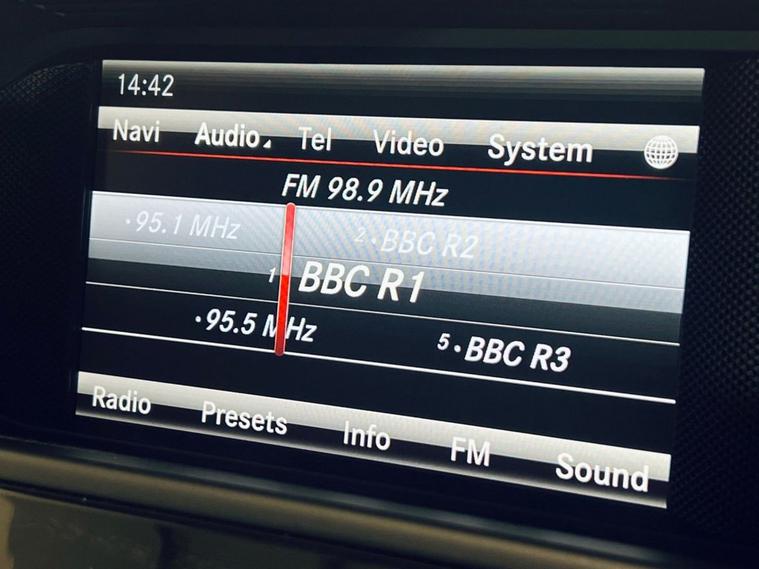 14:42
Navi Audio Tel Video System
FM 98.9 MHz
·95.1 MHz 2·BBC R2
1 BBC R1
·95.5 MHz 5·BBC R3
Radio Presets Info FM Sound